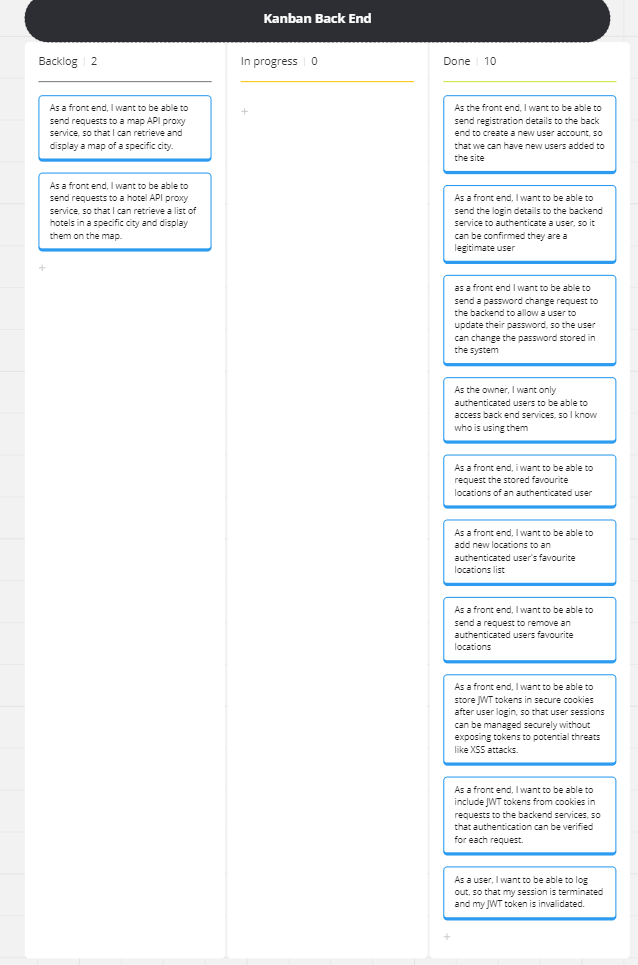 Kanban Back End
Backlog | 2
As a front end, I want to be able to
send requests to a map API proxy
service, so that I can retrieve and
display a map of a specific city.
As a front end, I want to be able to
send requests to a hotel API proxy
service, so that I can retrieve a list of
hotels in a specific city and display
them on the map.
+
In progress | 0
+
Done | 10
As the front end, I want to be able to
send registration details to the back
end to create a new user account, so
that we can have new users added to
the site
As a front end, I want to be able to
send the login details to the backend
service to authenticate a user, so it
can be confirmed they are a
legitimate user
as a front end I want to be able to
send a password change request to
the backend to allow a user to
update their password, so the user
can change the password stored in
the system
As the owner, I want only
authenticated users to be able to
access back end services, so I know
who is using them
As a front end, i want to be able to
request the stored favourite
locations of an authenticated user
As a front end, I want to be able to
add new locations to an
authenticated user's favourite
locations list
As a front end, I want to be able to
send a request to remove an
authenticated users favourite
locations
As a front end, I want to be able to
store JWT tokens in secure cookies
after user login, so that user sessions
can be managed securely without
exposing tokens to potential threats
like XSS attacks.
As a front end, I want to be able to
include JWT tokens from cookies in
requests to the backend services, so
that authentication can be verified
for each request.
As a user, I want to be able to log
out, so that my session is terminated
and my JWT token is invalidated.
+